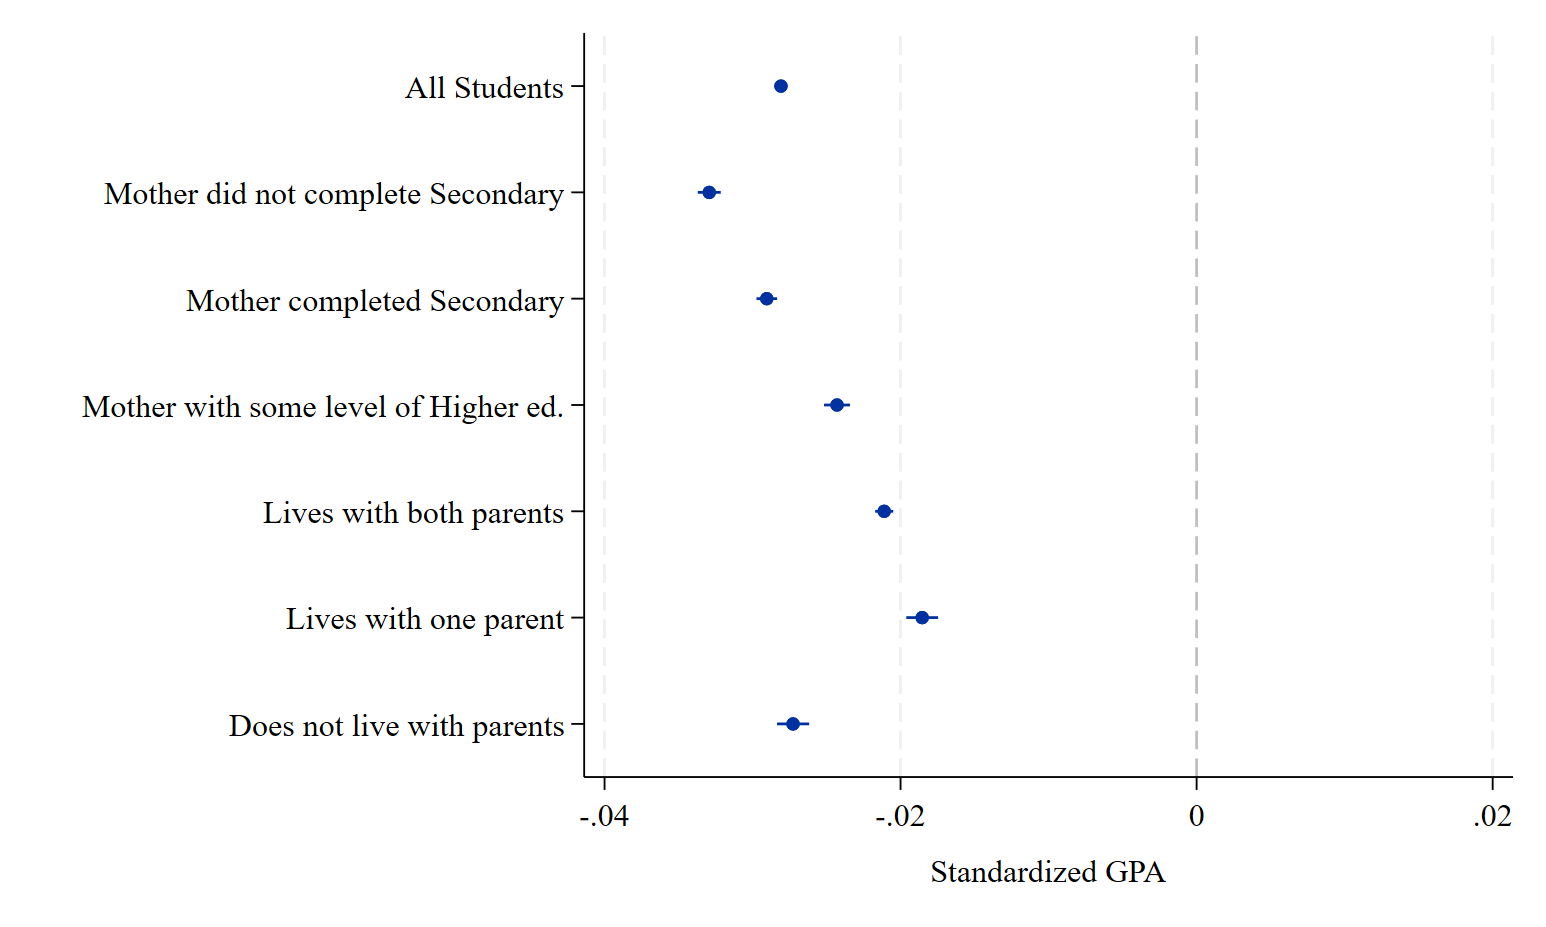 All Students
Mother did not complete Secondary
Mother completed Secondary
Mother with some level of Higher ed.
Lives with both parents
Lives with one parent
Does not live with parents
-.04 -.02 0 .02
Standardized GPA